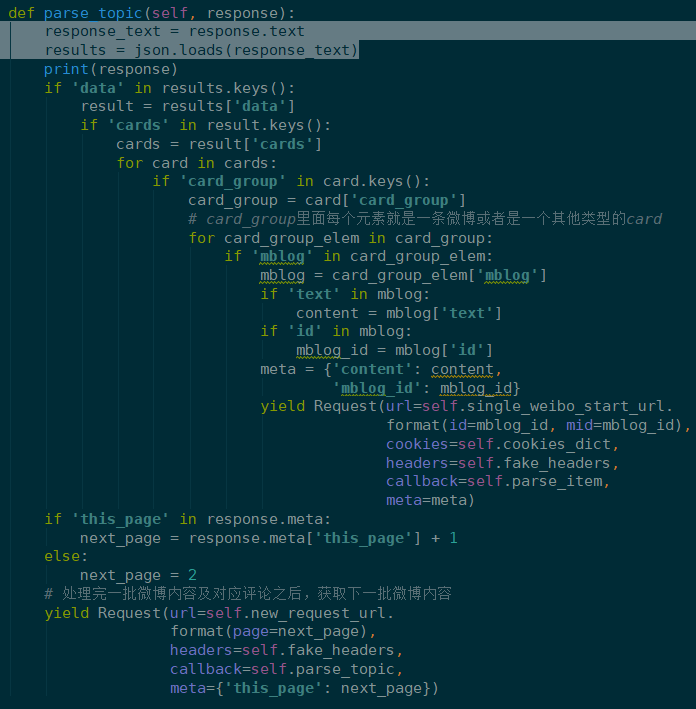 def parse_topic(self, response):
    response_text = response.text
    results = json.loads(response_text)
    print(response)
    if 'data' in results.keys():
        result = results['data']
        if 'cards' in result.keys():
            cards = result['cards']
            for card in cards:
                if 'card_group' in card.keys():
                    card_group = card['card_group']
                    # card_group里面每个元素就是一条微博或者是一个其他类型的card
                    for card_group_elem in card_group:
                        if 'mblog' in card_group_elem:
                            mblog = card_group_elem['mblog']
                            if 'text' in mblog:
                                content = mblog['text']
                            if 'id' in mblog:
                                mblog_id = mblog['id']
                            meta = {'content': content,
                                    'mblog_id': mblog_id}
                            yield Request(url=self.single_weibo_start_url.
                                          format(id=mblog_id, mid=mblog_id),
                                          cookies=self.cookies_dict,
                                          headers=self.fake_headers,
                                          callback=self.parse_item,
                                          meta=meta)
    if 'this_page' in response.meta:
        next_page = response.meta['this_page'] + 1
    else:
        next_page = 2
    # 处理完一批微博内容及对应评论之后，获取下一批微博内容
    yield Request(url=self.new_request_url.
                  format(page=next_page),
                  headers=self.fake_headers,
                  callback=self.parse_topic,
                  meta={'this_page': next_page})